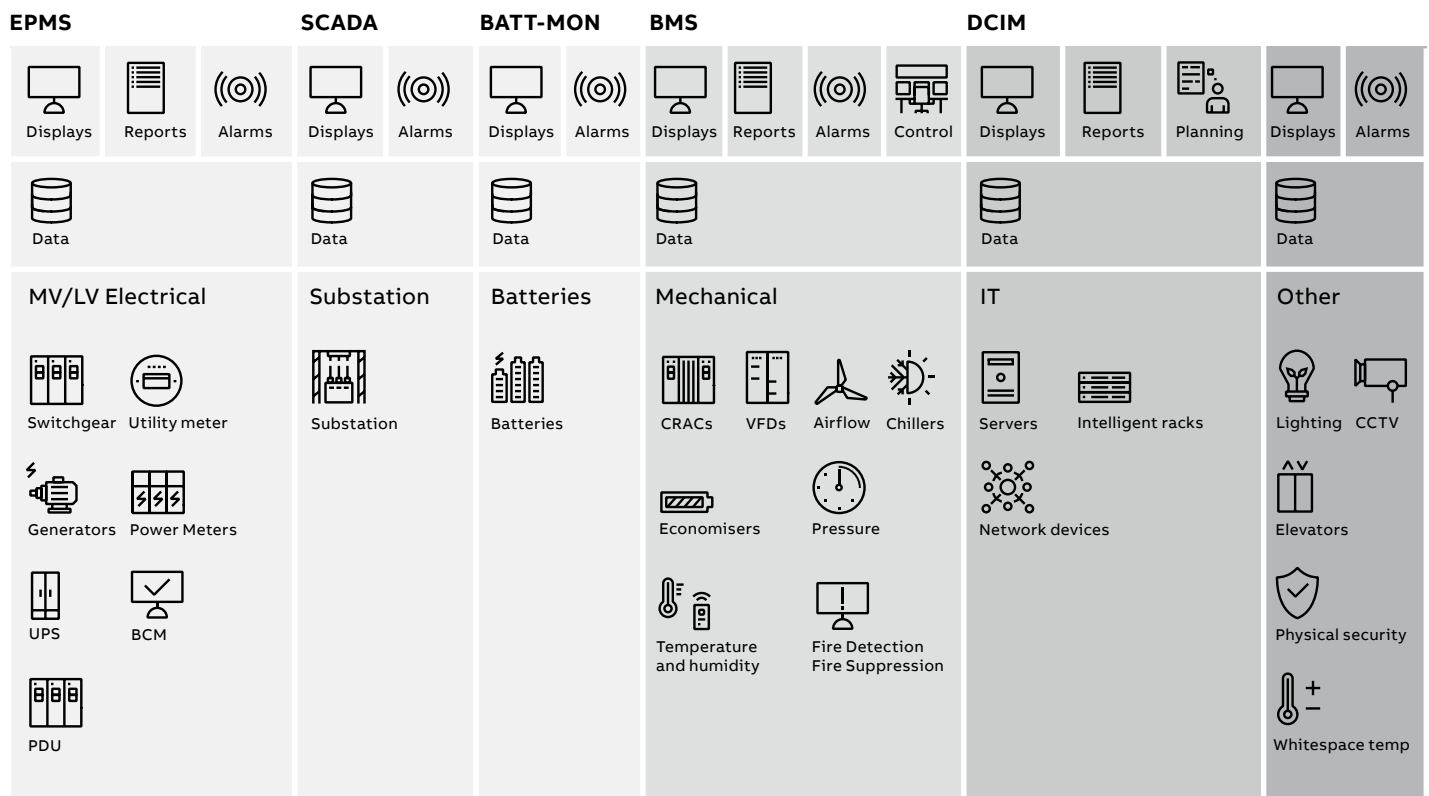 EPMS SCADA BATT-MON BMS DCIM
Displays Reports Alarms Displays Alarms Displays Alarms Displays Reports Alarms Control Displays Reports Planning Displays Alarms
Data Data Data Data Data Data
MV/LV Electrical Substation Batteries Mechanical IT Other
Switchgear Utility meter Substation Batteries CRACs VFDs Airflow Chillers Servers Intelligent racks Lighting CCTV
Generators Power Meters Economisers Pressure Network devices Elevators
UPS BCM Temperature Fire Detection Physical security
and humidity Fire Suppression
PDU Whitespace temp